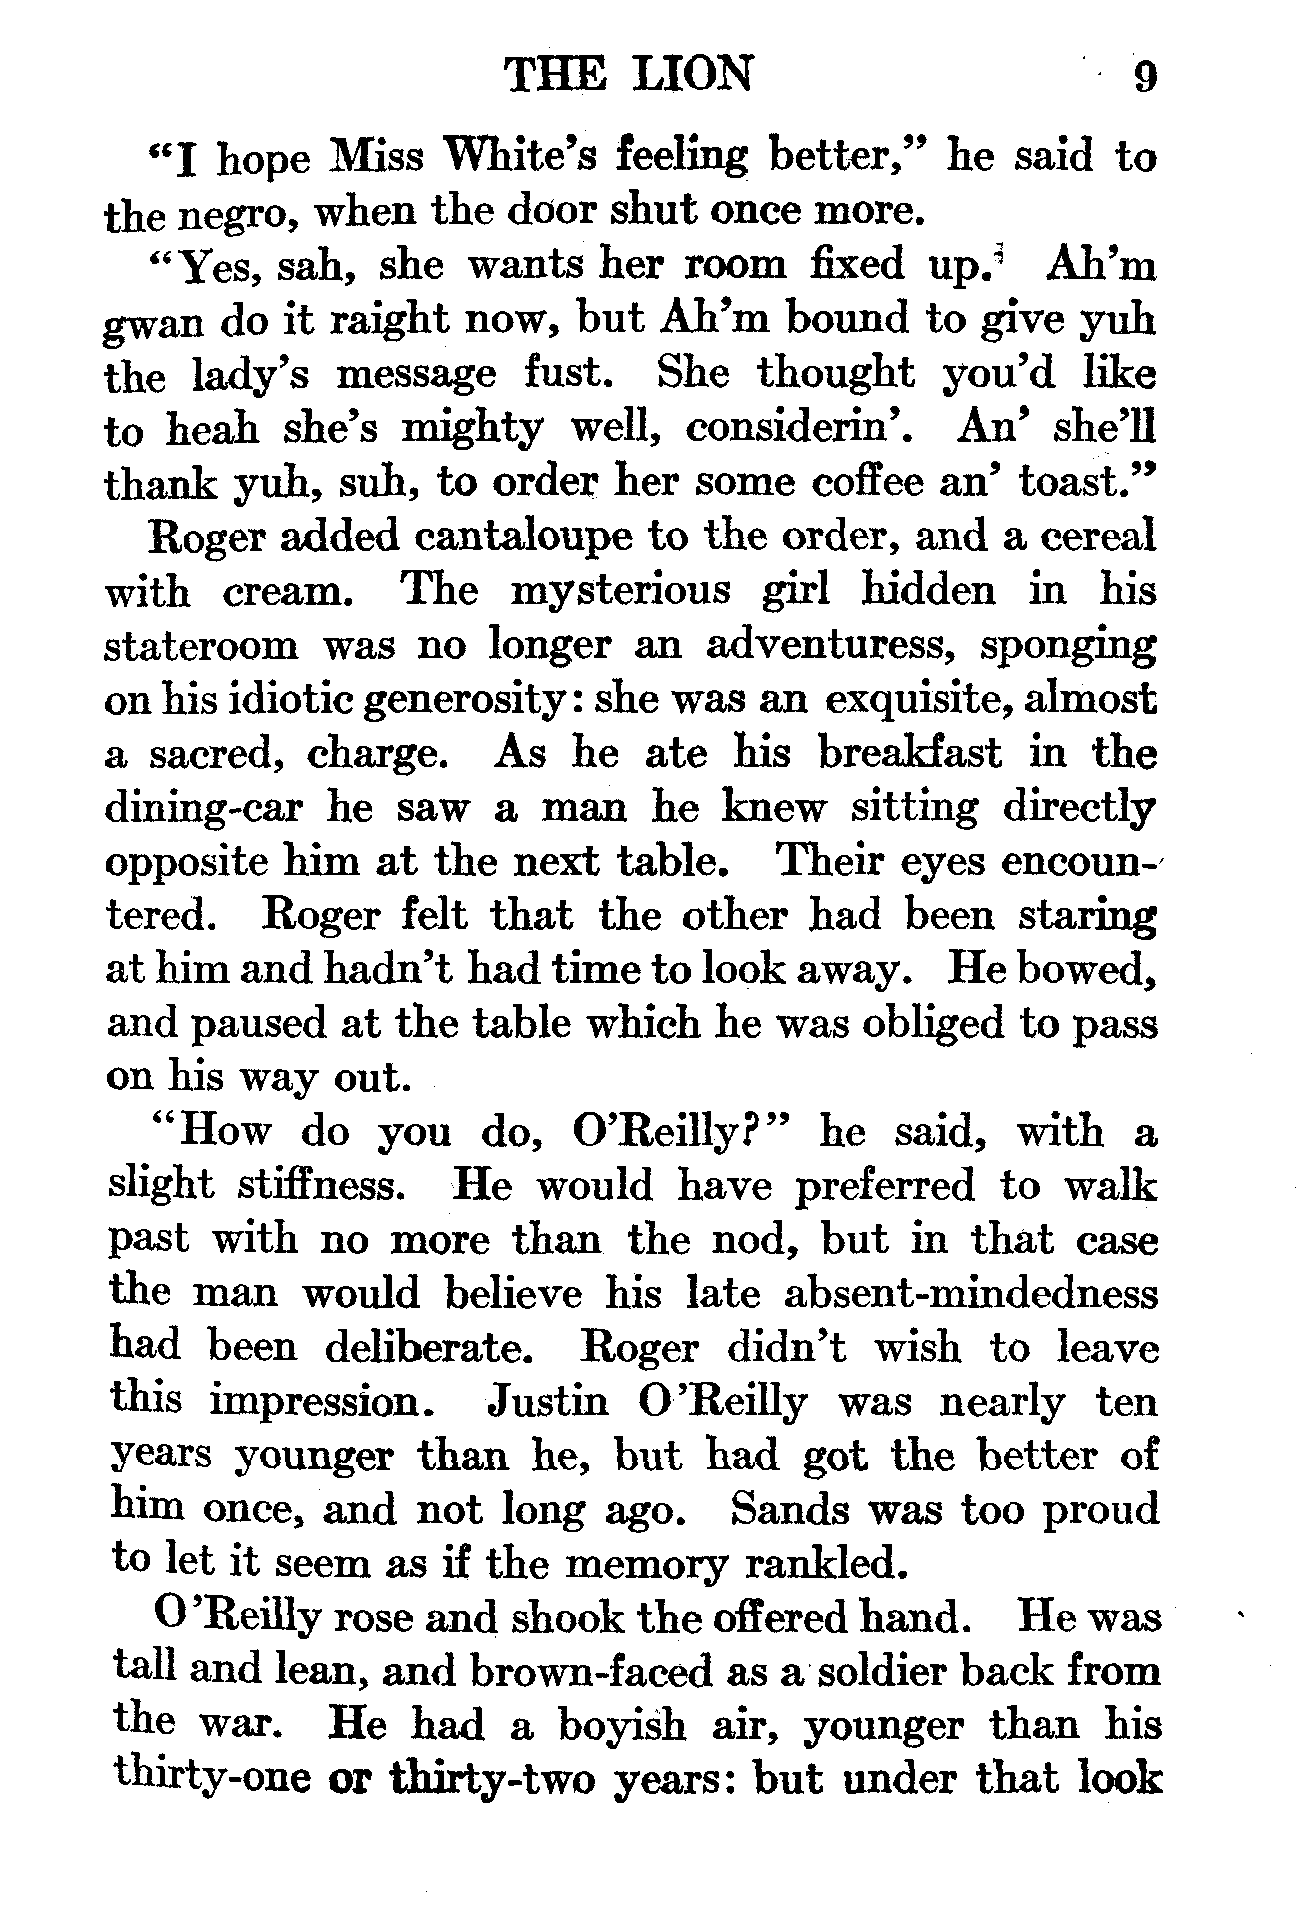 THE LION 9
“I hope Miss White’s feeling better,” he said to
the negro, when the door shut once more.
“Yes, sah, she wants her room fixed up. Ah’m
gwan do it raight now, but Ah’m bound to give yuh
the lady’s message fust. She thought you’d like
to heah she’s mighty well, considerin’. An’ she’ll
thank yuh, suh, to order her some coffee an’ toast.”
Roger added cantaloupe to the order, and a cereal
with cream. The mysterious girl hidden in his
stateroom was no longer an adventuress, sponging
on his idiotic generosity: she was an exquisite, almost
a sacred, charge. As he ate his breakfast in the
dining-car he saw a man he knew sitting directly
opposite him at the next table. Their eyes encoun-
tered. Roger felt that the other had been staring
at him and hadn’t had time to look away. He bowed,
and paused at the table which he was obliged to pass
on his way out.
“How do you do, O’Reilly?” he said, with a
slight stiffness. He would have preferred to walk
past with no more than the nod, but in that case
the man would believe his late absent-mindedness
had been deliberate. Roger didn’t wish to leave
this impression. Justin O’Reilly was nearly ten
years younger than he, but had got the better of
him once, and not long ago. Sands was too proud
to let it seem as if the memory rankled.
O’Reilly rose and shook the offered hand. He was
tall and lean, and brown-faced as a soldier back from
the war. He had a boyish air, younger than his
thirty-one or thirty-two years: but under that look